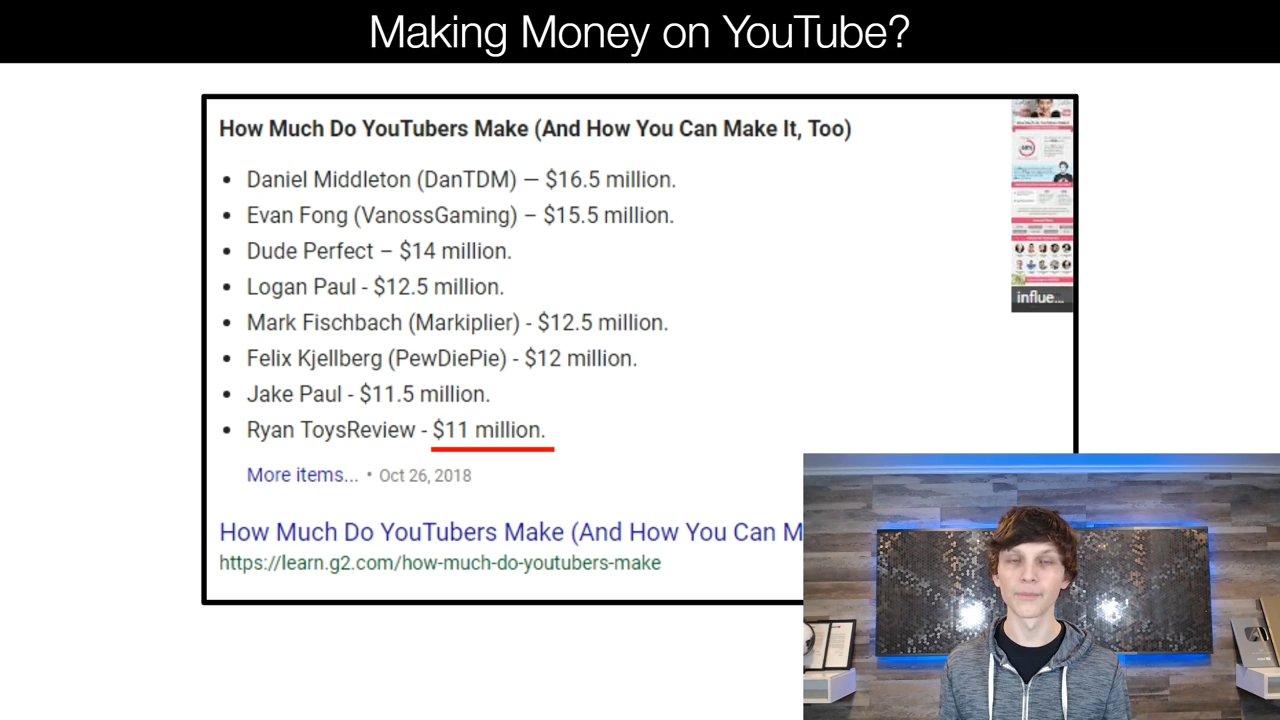 Making Money on YouTube?
How Much Do YouTubers Make (And How You Can Make It, Too)
Daniel Middleton (DanTDM) — $16.5 million.
Evan Fong (VanossGaming) – $15.5 million.
Dude Perfect – $14 million.
Logan Paul - $12.5 million.
Mark Fischbach (Markiplier) - $12.5 million.
Felix Kjellberg (PewDiePie) - $12 million.
Jake Paul - $11.5 million.
Ryan ToysReview - $11 million.
influe...
More items... • Oct 26, 2018
How Much Do YouTubers Make (And How You Can M
https://learn.g2.com/how-much-do-youtubers-make